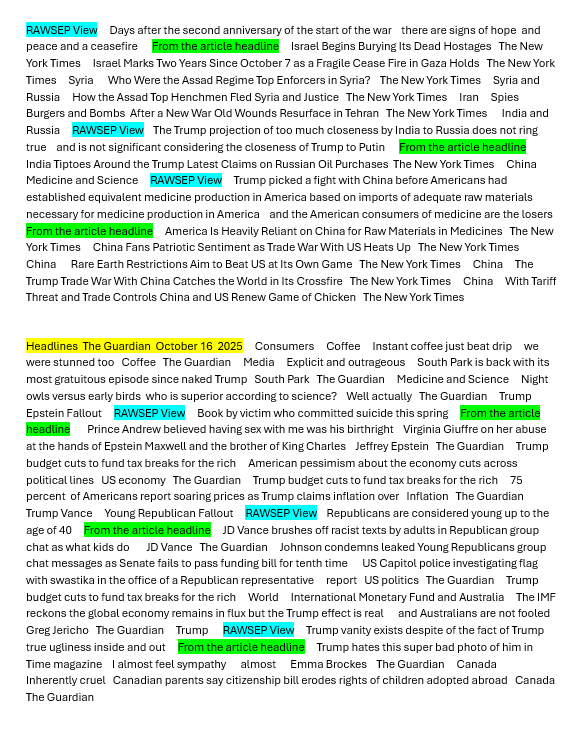 RAWSEP View    Days after the second anniversary of the start of the war   there are signs of hope  and
peace and a ceasefire    From the article headline    Israel Begins Burying Its Dead Hostages  The New
York Times    Israel Marks Two Years Since October 7 as a Fragile Cease Fire in Gaza Holds  The New York
Times    Syria    Who Were the Assad Regime Top Enforcers in Syria?   The New York Times    Syria and
Russia    How the Assad Top Henchmen Fled Syria and Justice   The New York Times    Iran    Spies
Burgers and Bombs  After a New War Old Wounds Resurface in Tehran  The New York Times    India and
Russia    RAWSEP View    The Trump projection of too much closeness by India to Russia does not ring
true   and is not significant considering the closeness of Trump to Putin    From the article headline
India Tiptoes Around the Trump Latest Claims on Russian Oil Purchases  The New York Times    China
Medicine and Science    RAWSEP View    Trump picked a fight with China before Americans had
established equivalent medicine production in America based on imports of adequate raw materials
necessary for medicine production in America   and the American consumers of medicine are the losers
From the article headline    America Is Heavily Reliant on China for Raw Materials in Medicines   The New
York Times    China Fans Patriotic Sentiment as Trade War With US Heats Up   The New York Times
China    Rare Earth Restrictions Aim to Beat US at Its Own Game   The New York Times    China    The
Trump Trade War With China Catches the World in Its Crossfire   The New York Times    China    With Tariff
Threat and Trade Controls China and US Renew Game of Chicken   The New York Times
Headlines  The Guardian  October 16  2025    Consumers    Coffee    Instant coffee just beat drip    we
were stunned too   Coffee   The Guardian    Media    Explicit and outrageous    South Park is back with its
most gratuitous episode since naked Trump   South Park   The Guardian    Medicine and Science    Night
owls versus early birds  who is superior according to science?   Well actually   The Guardian    Trump
Epstein Fallout    RAWSEP View    Book by victim who committed suicide this spring    From the article
headline    Prince Andrew believed having sex with me was his birthright   Virginia Giuffre on her abuse
at the hands of Epstein Maxwell and the brother of King Charles   Jeffrey Epstein   The Guardian    Trump
budget cuts to fund tax breaks for the rich    American pessimism about the economy cuts across
political lines   US economy   The Guardian    Trump budget cuts to fund tax breaks for the rich    75
percent  of Americans report soaring prices as Trump claims inflation over   Inflation   The Guardian
Trump Vance    Young Republican Fallout    RAWSEP View    Republicans are considered young up to the
age of 40    From the article headline    JD Vance brushes off racist texts by adults in Republican group
chat as what kids do    JD Vance   The Guardian    Johnson condemns leaked Young Republicans group
chat messages as Senate fails to pass funding bill for tenth time    US Capitol police investigating flag
with swastika in the office of a Republican representative    report   US politics   The Guardian    Trump
budget cuts to fund tax breaks for the rich    World    International Monetary Fund and Australia    The IMF
reckons the global economy remains in flux but the Trump effect is real    and Australians are not fooled
Greg Jericho   The Guardian    Trump    RAWSEP View    Trump vanity exists despite of the fact of Trump
true ugliness inside and out    From the article headline    Trump hates this super bad photo of him in
Time magazine   I almost feel sympathy    almost    Emma Brockes   The Guardian    Canada
Inherently cruel   Canadian parents say citizenship bill erodes rights of children adopted abroad   Canada
The Guardian